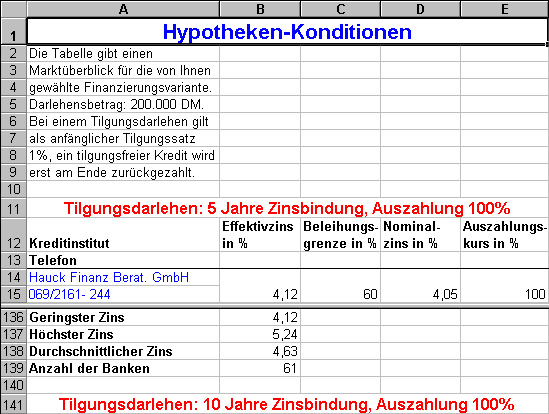 A B C D E
1 Hypotheken-Konditionen
2 Die Tabelle gibt einen
3 Marktüberblick für die von Ihnen
4 gewählte Finanzierungsvariante.
5 Darlehensbetrag: 200.000 DM.
6 Bei einem Tilgungsdarlehen gilt
7 als anfänglicher Tilgungssatz
8 1%, ein tilgungsfreier Kredit wird
9 erst am Ende zurückgezahlt.
10
11 Tilgungsdarlehen: 5 Jahre Zinsbindung, Auszahlung 100%
Effektivzins Beleihungs- Nominal- Auszahlungs-
12 Kreditinstitut in % grenze in % zins in % kurs in %
13 Telefon
14 Hauck Finanz Berat. GmbH
15 069/2161- 244 4,12 60 4,05 100
136 Geringster Zins 4,12
137 Höchster Zins 5,24
138 Durchschnittlicher Zins 4,63
139 Anzahl der Banken 61
140
141 Tilgungsdarlehen: 10 Jahre Zinsbindung, Auszahlung 100%